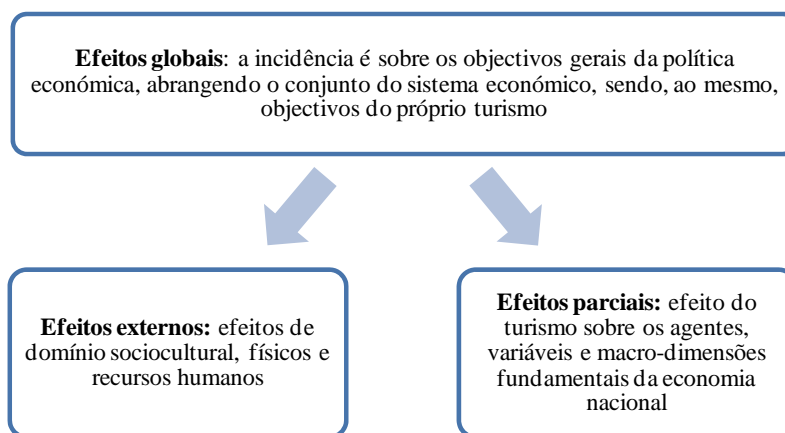 Efeitos globais: a incidência é sobre os objectivos gerais da política
económica, abrangendo o conjunto do sistema económico, sendo, ao mesmo,
objectivos do próprio turismo
Efeitos externos: efeitos de
domínio sociocultural, físicos e
recursos humanos
Efeitos parciais: efeito do
turismo sobre os agentes,
variáveis e macro-dimensões
fundamentais da economia
nacional